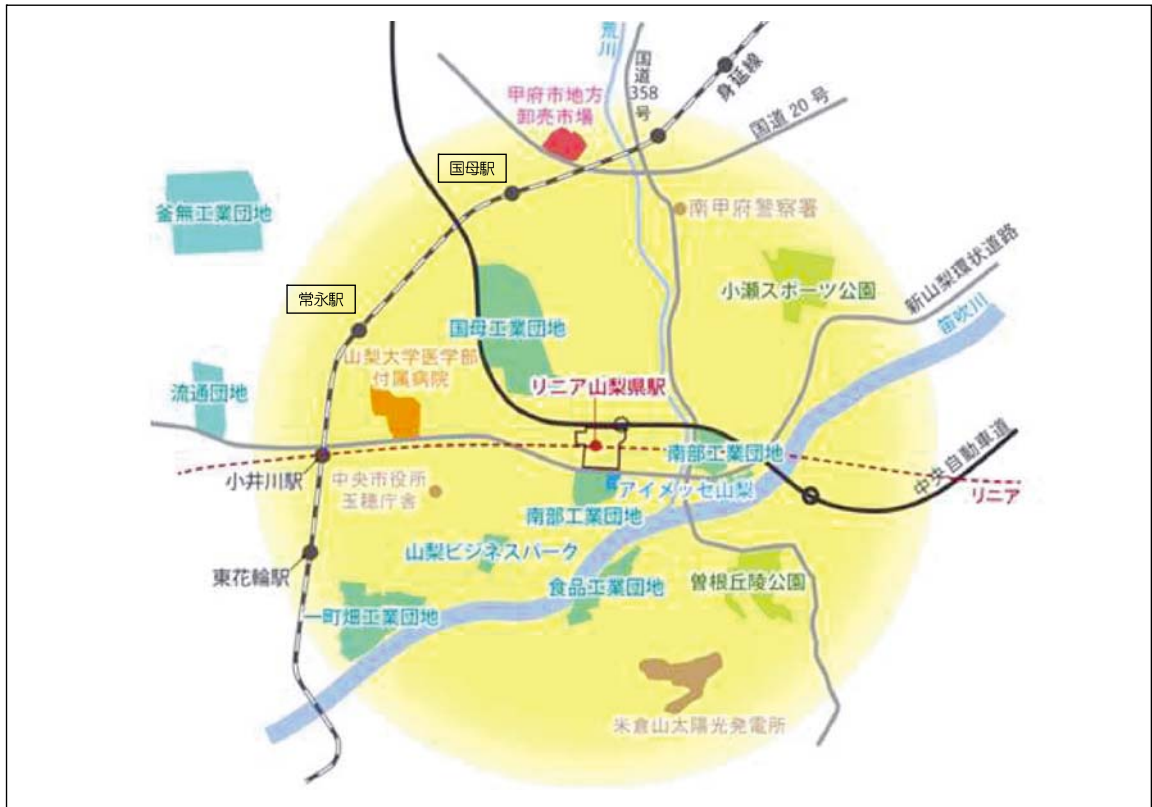 荒川
国道358号
身延線
甲府市地方
卸売市場
国道20号
国母駅
南甲府警察署
釜無工業団地
新山梨環状道路
小瀬スポーツ公園
常永駅
笛吹川
国母工業団地
山梨大学医学部
付属病院
リニア山梨県駅
流通団地
南部工業団地
中央自動車道
小井川駅
中央市役所
玉穂庁舎
アイメッセ山梨
リニア
南部工業団地
山梨ビジネスパーク
東花輪駅
食品工業団地
曽根丘陵公園
一町畑工業団地
米倉山太陽光発電所